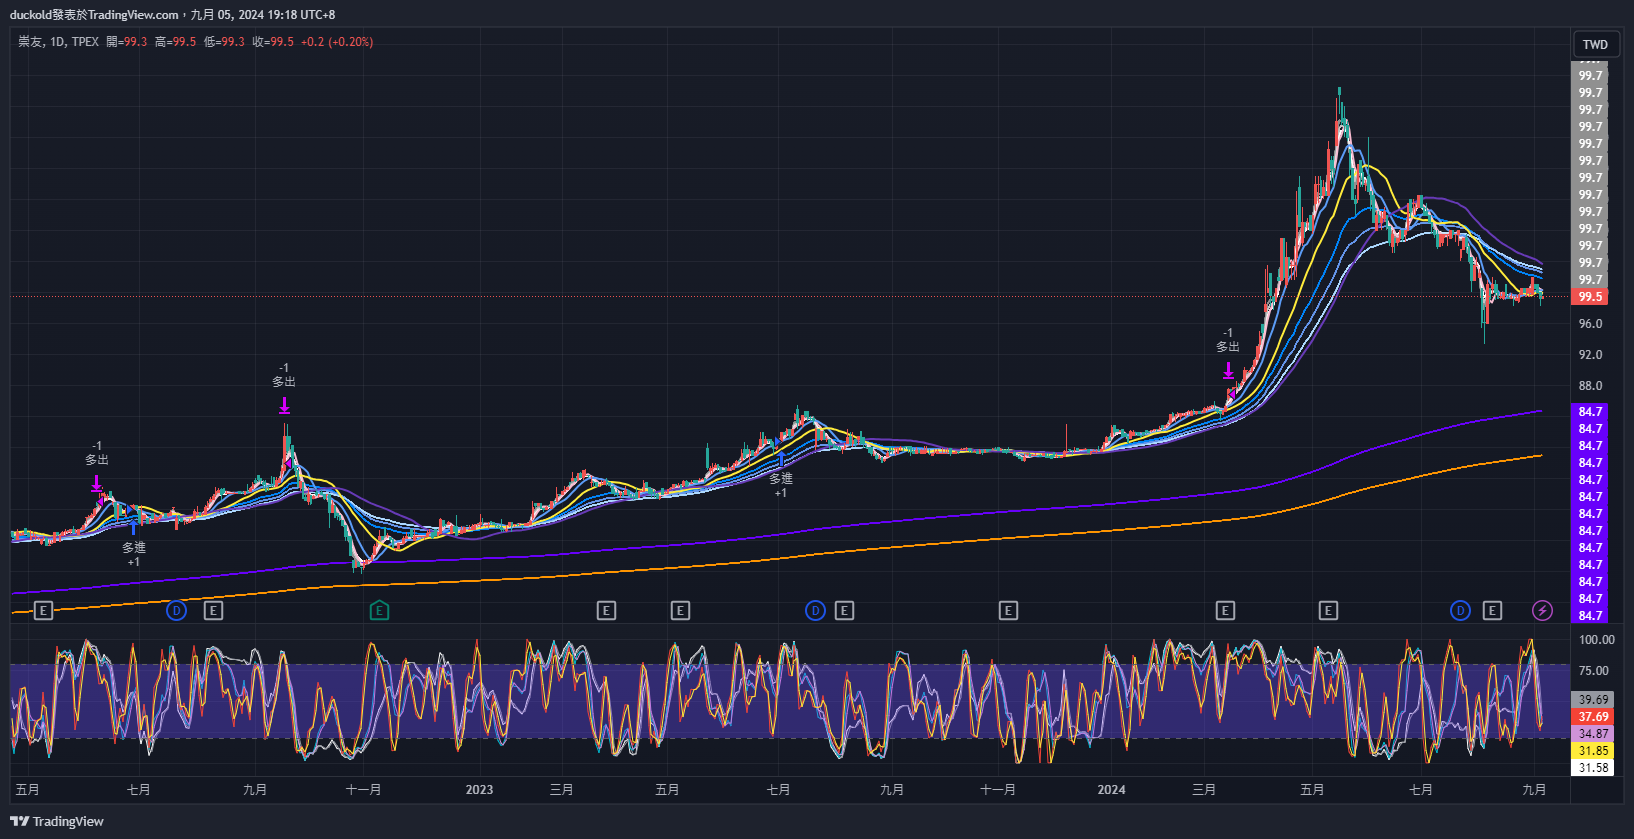 duckold發表於TradingView.com，九月 05, 2024 19:18 UTC+8
崇友, 1D, TPEX 開=99.3 高=99.5 低=99.3 收=99.5 +0.2 (+0.20%)
TWD
99.7
99.7
99.7
99.7
99.7
99.7
99.7
99.7
99.7
99.7
99.7
99.7
99.7
99.5
96.0
92.0
88.0
84.7
84.7
84.7
84.7
84.7
84.7
84.7
84.7
84.7
84.7
84.7
84.7
84.7
-1
多出
多進
+1
-1
多出
多進
+1
-1
多出
E
D
E
E
E
E
D
E
E
E
E
D
E
100.00
75.00
39.69
37.69
34.87
31.85
31.58
五月
七月
九月
十一月
2023
三月
五月
七月
九月
十一月
2024
三月
五月
七月
九月
TradingView